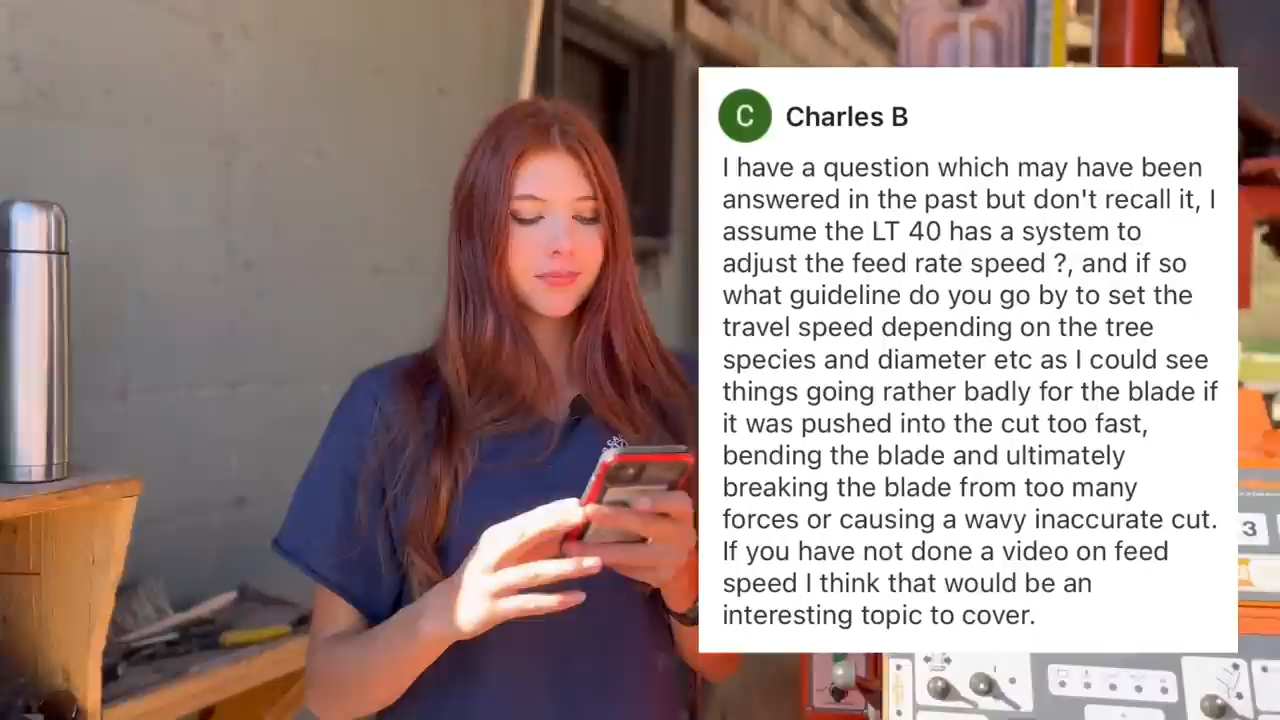 C
Charles B
I have a question which may have been
answered in the past but don't recall it, I
assume the LT 40 has a system to
adjust the feed rate speed ?, and if so
what guideline do you go by to set the
travel speed depending on the tree
species and diameter etc as I could see
things going rather badly for the blade if
it was pushed into the cut too fast,
bending the blade and ultimately
breaking the blade from too many
forces or causing a wavy inaccurate cut.
If you have not done a video on feed
speed I think that would be an
interesting topic to cover.
3